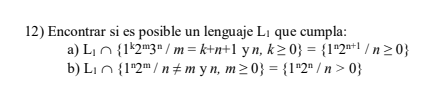 12) Encontrar si es posible un lenguaje L₁ que cumpla:
a) L₁ ∩ {1ᵏ2ᵐ3ⁿ / m = k+n+1 y n, k ≥ 0} = {1ⁿ2ⁿ⁺¹ / n ≥ 0}
b) L₁ ∩ {1ⁿ2ᵐ / n ≠ m y n, m ≥ 0} = {1ⁿ2ⁿ / n > 0}